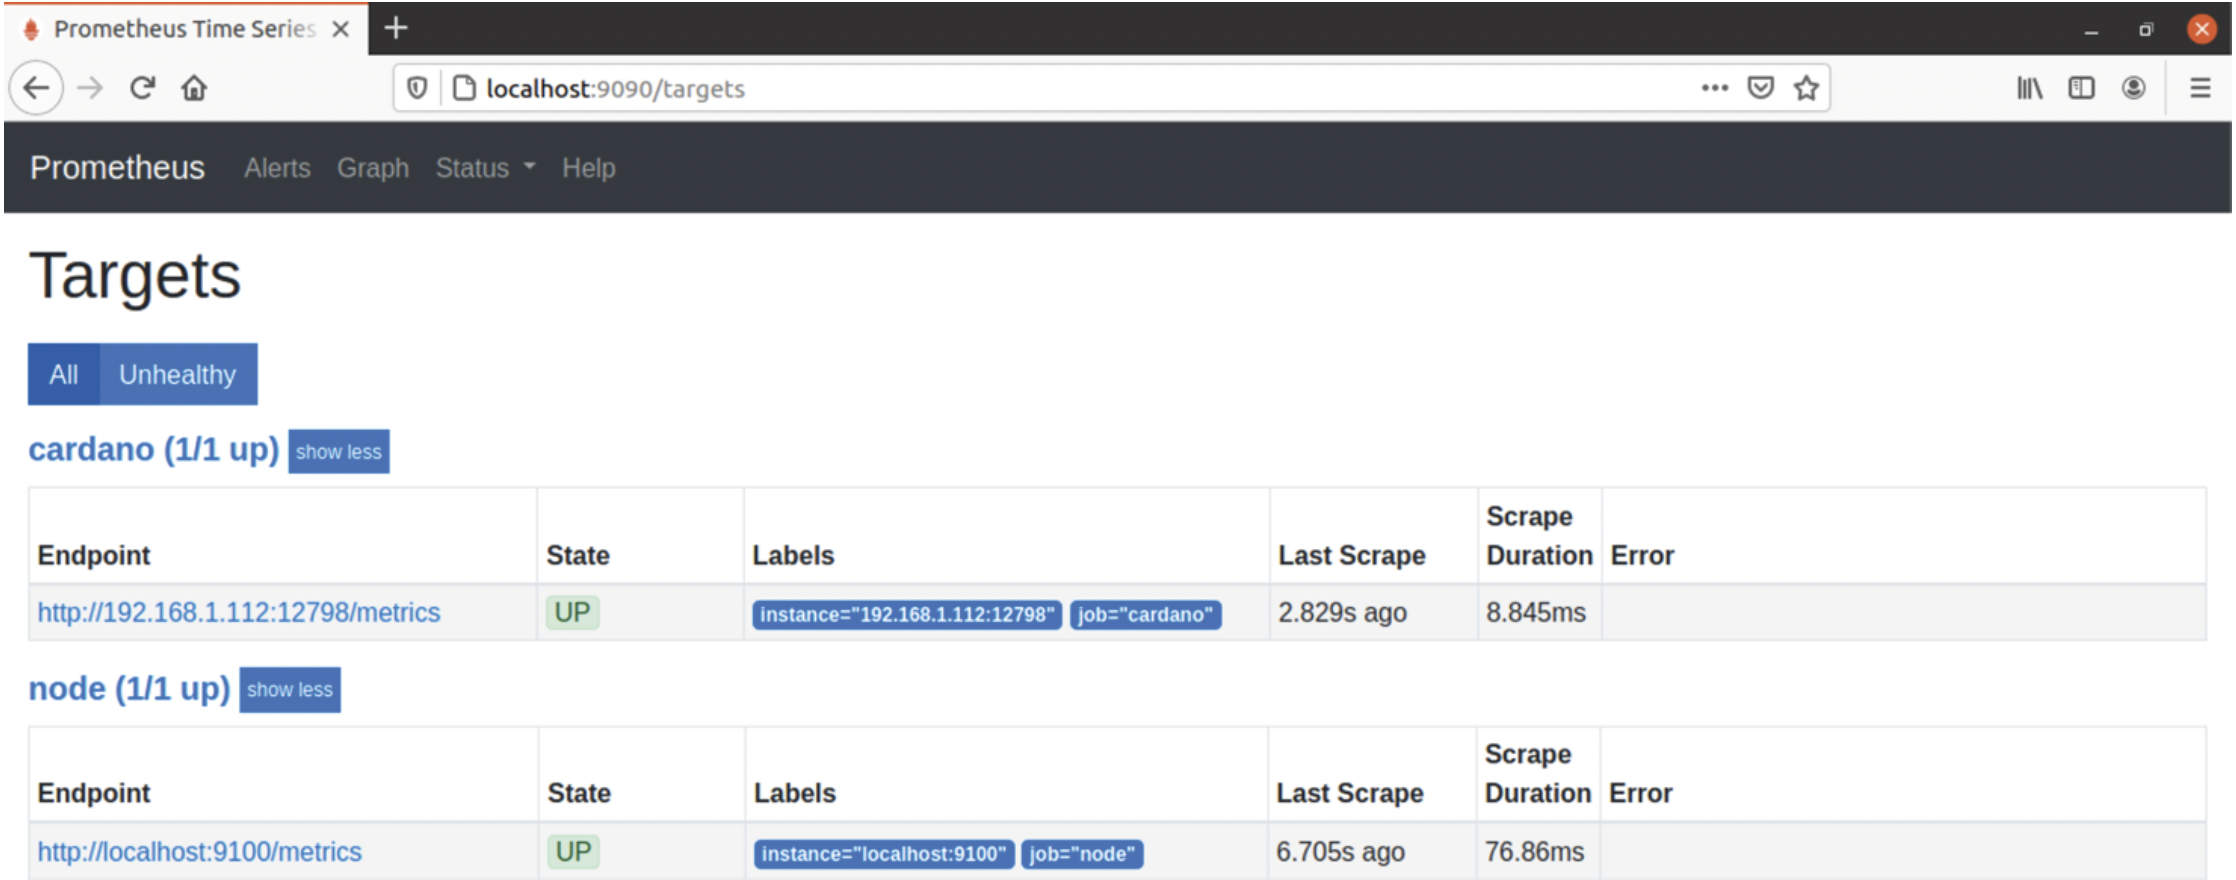 Prometheus Time Series
localhost:9090/targets
Prometheus Alerts Graph Status Help
Targets
All Unhealthy
cardano (1/1 up) show less
Endpoint State Labels Last Scrape Scrape Duration Error
http://192.168.1.112:12798/metrics UP instance="192.168.1.112:12798" job="cardano" 2.829s ago 8.845ms
node (1/1 up) show less
Endpoint State Labels Last Scrape Scrape Duration Error
http://localhost:9100/metrics UP instance="localhost:9100" job="node" 6.705s ago 76.86ms